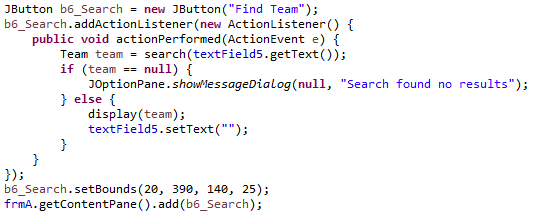 JButton b6_Search = new JButton("Find Team");
b6_Search.addActionListener(new ActionListener() {
    public void actionPerformed(ActionEvent e) {
        Team team = search(textField5.getText());
        if (team == null) {
            JOptionPane.showMessageDialog(null, "Search found no results");
        } else {
            display(team);
            textField5.setText("");
        }
    }
});
b6_Search.setBounds(20, 390, 140, 25);
frmA.getContentPane().add(b6_Search);